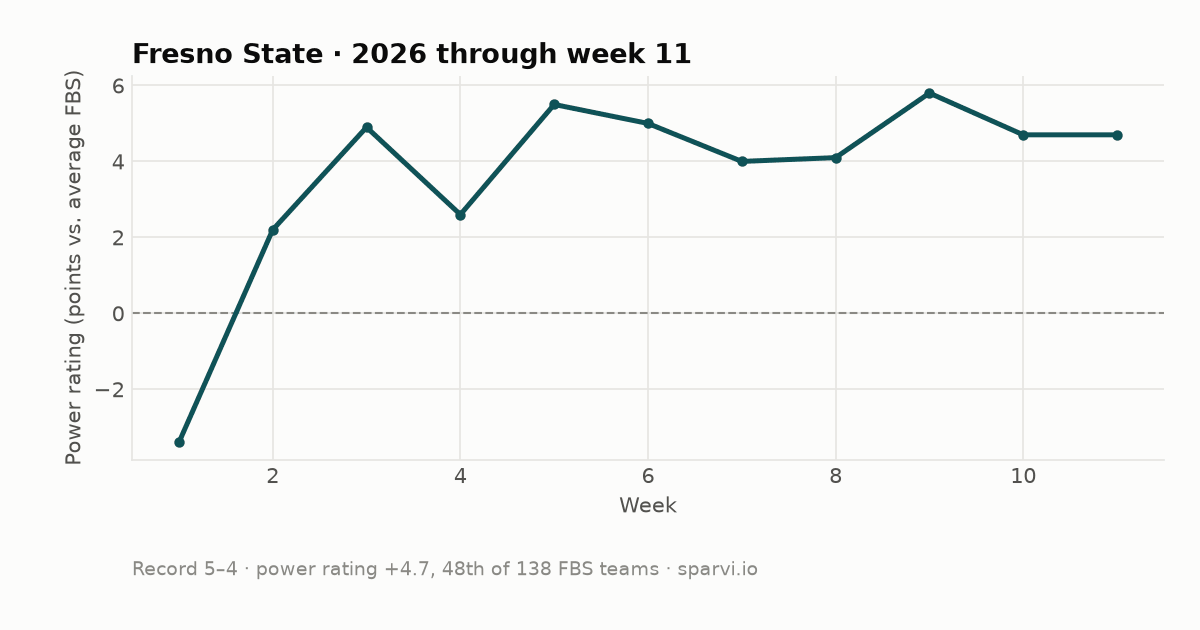 Fresno State · 2026 through week 11
Power rating (points vs. average FBS)
6
4
2
0
−2
2
4
6
8
10
Week
Record 5–4 · power rating +4.7, 48th of 138 FBS teams · sparvi.io